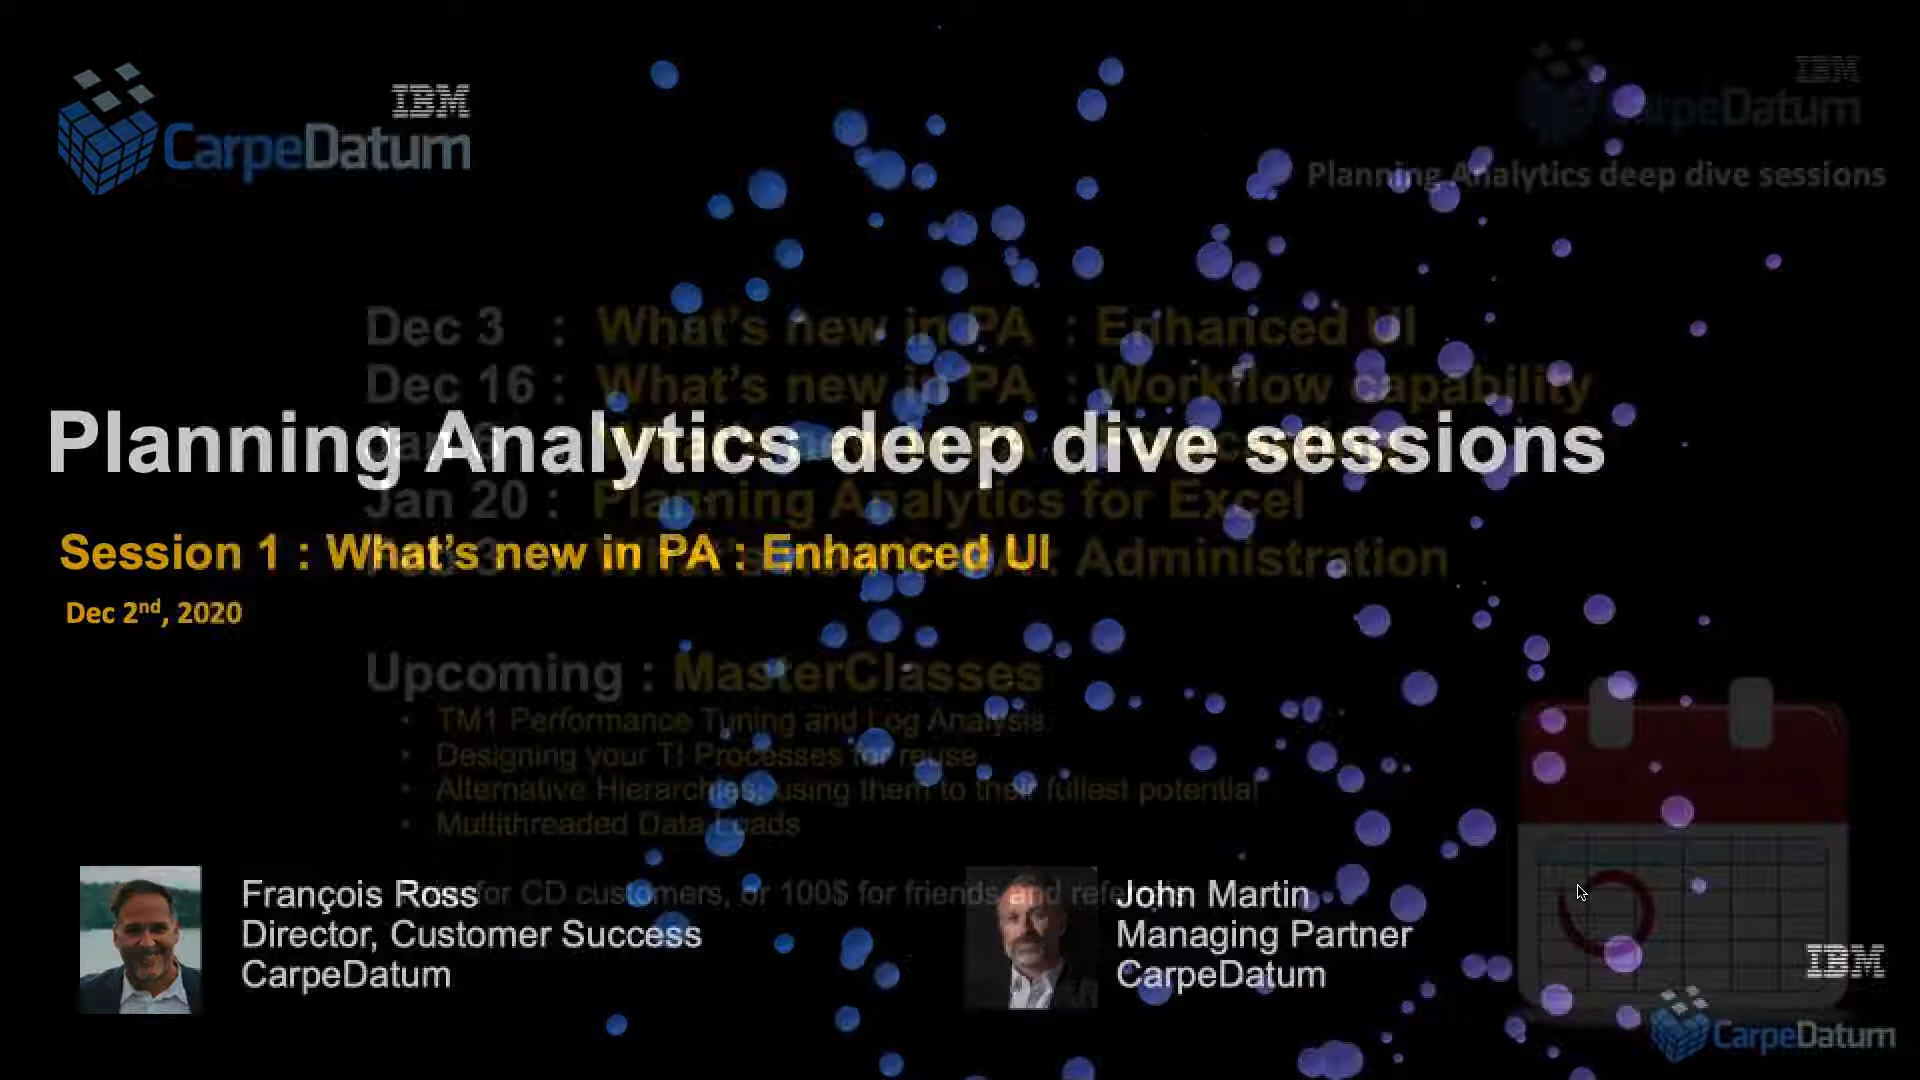 IBM
CarpeDatum
IBM
CarpeDatum
Planning Analytics deep dive sessions
Dec 3 : What's new in PA : Enhanced UI
Dec 16 : What's new in PA : Workflow capability
Planning Analytics deep dive sessions
Jan 20 : Planning Analytics for Excel
Session 1 : What's new in PA : Enhanced UI
: Administration
Dec 2nd, 2020
Upcoming : MasterClasses
• TM1 Performance Tuning and Log Analysis
• Designing your TI Processes for reuse
• Alternative Hierarchies: using them to their fullest potential
• Multithreaded Data Loads
for CD customers, or 100$ for friends and
François Ross
Director, Customer Success
CarpeDatum
John Martin
Managing Partner
CarpeDatum
IBM
CarpeDatum